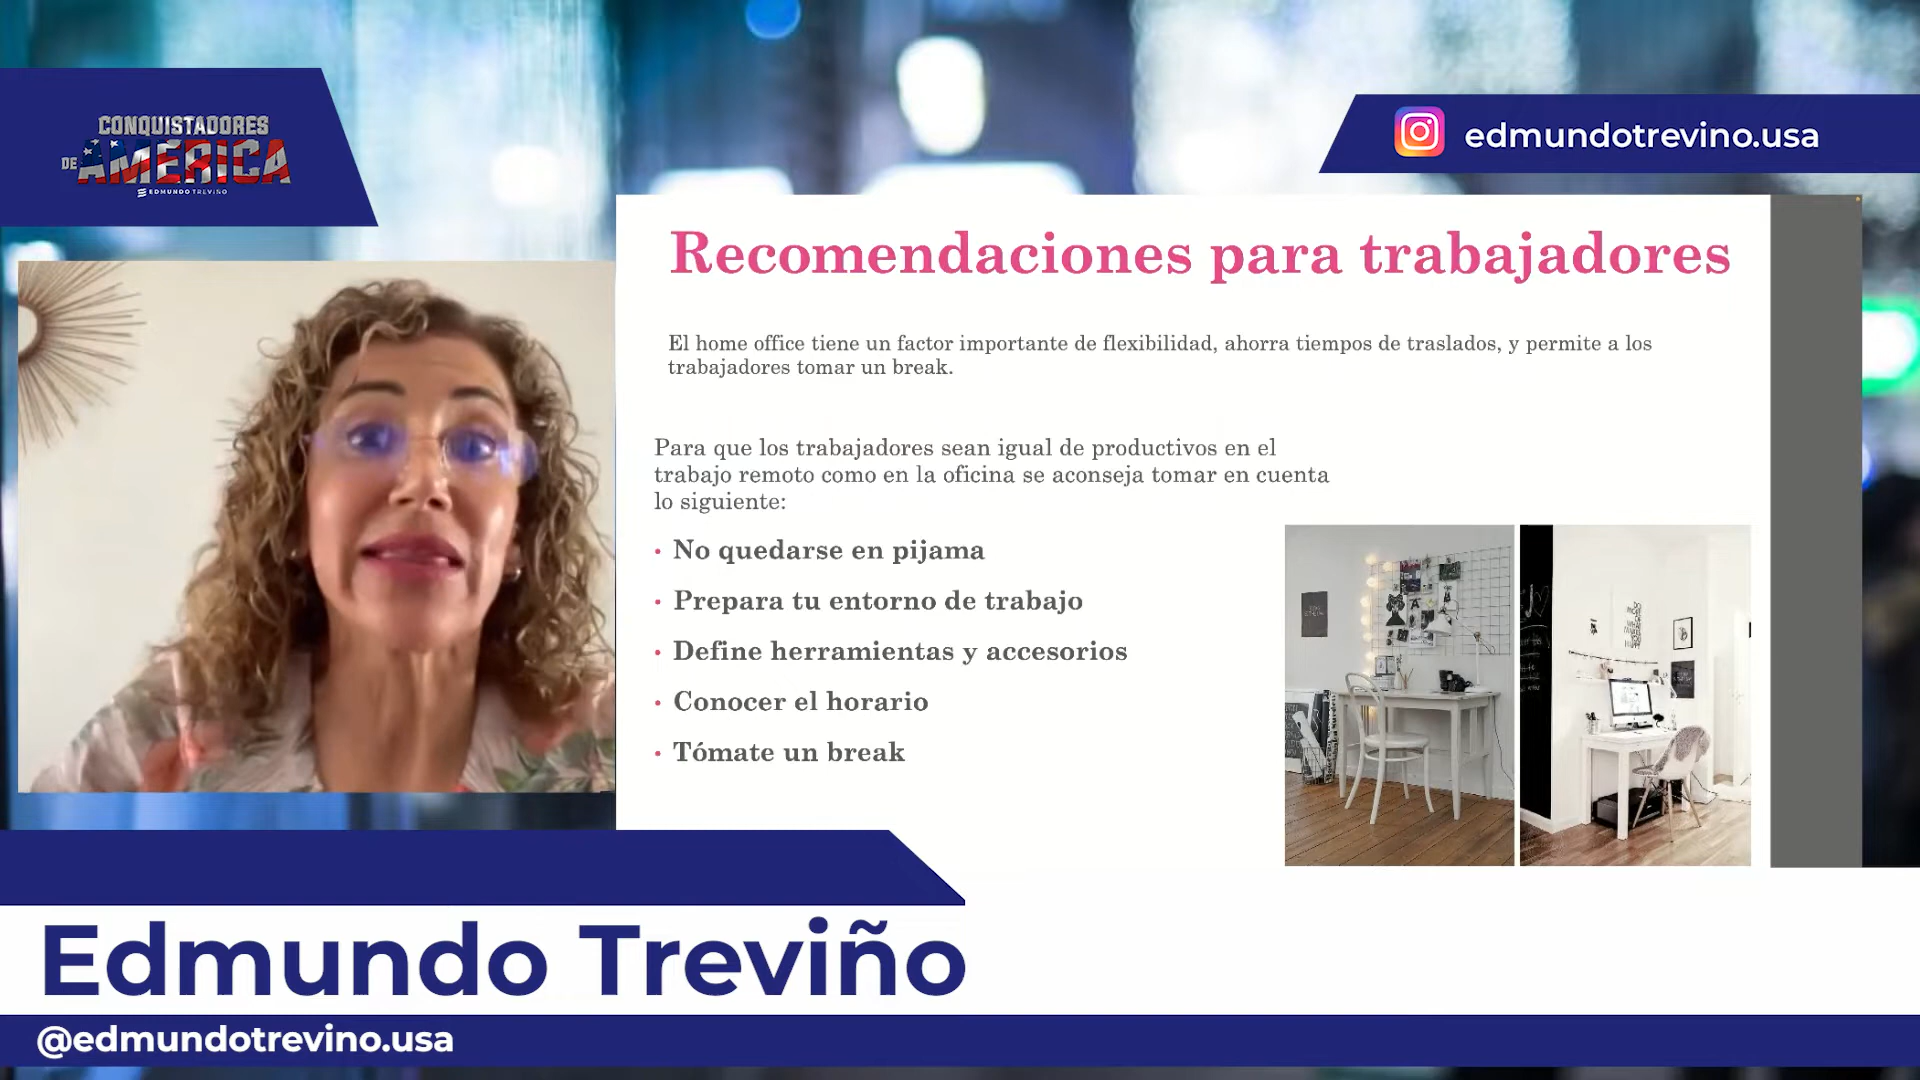 CONQUISTADORES
DE AMERICA
EDMUNDO TREVIÑO
edmundotrevino.usa
Recomendaciones para trabajadores
El home office tiene un factor importante de flexibilidad, ahorra tiempos de traslados, y permite a los
trabajadores tomar un break.
Para que los trabajadores sean igual de productivos en el
trabajo remoto como en la oficina se aconseja tomar en cuenta
lo siguiente:
• No quedarse en pijama
• Prepara tu entorno de trabajo
• Define herramientas y accesorios
• Conocer el horario
• Tómate un break
Edmundo Treviño
@edmundotrevino.usa